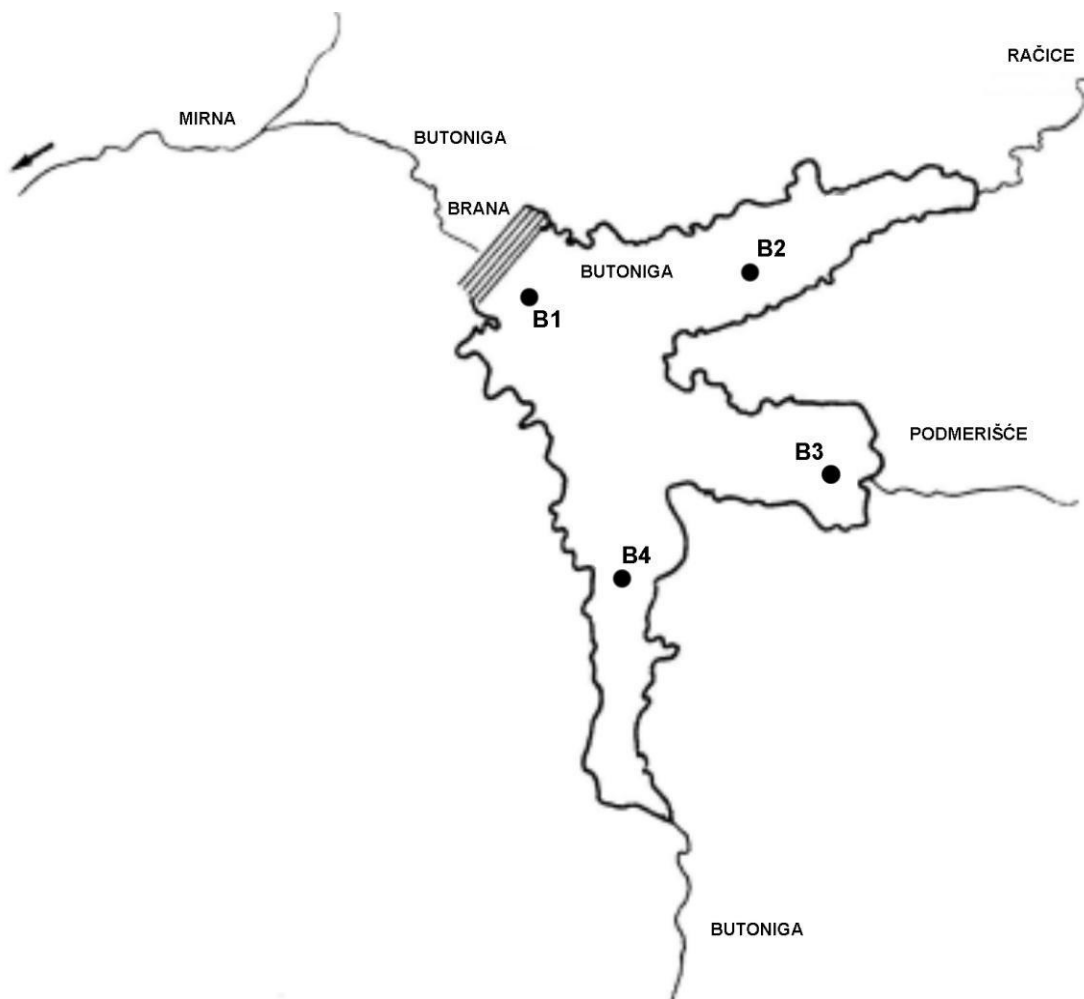 RAČICE
MIRNA
BUTONIGA
BRANA
B2
BUTONIGA
B1
PODMERIŠĆE
B3
B4
BUTONIGA